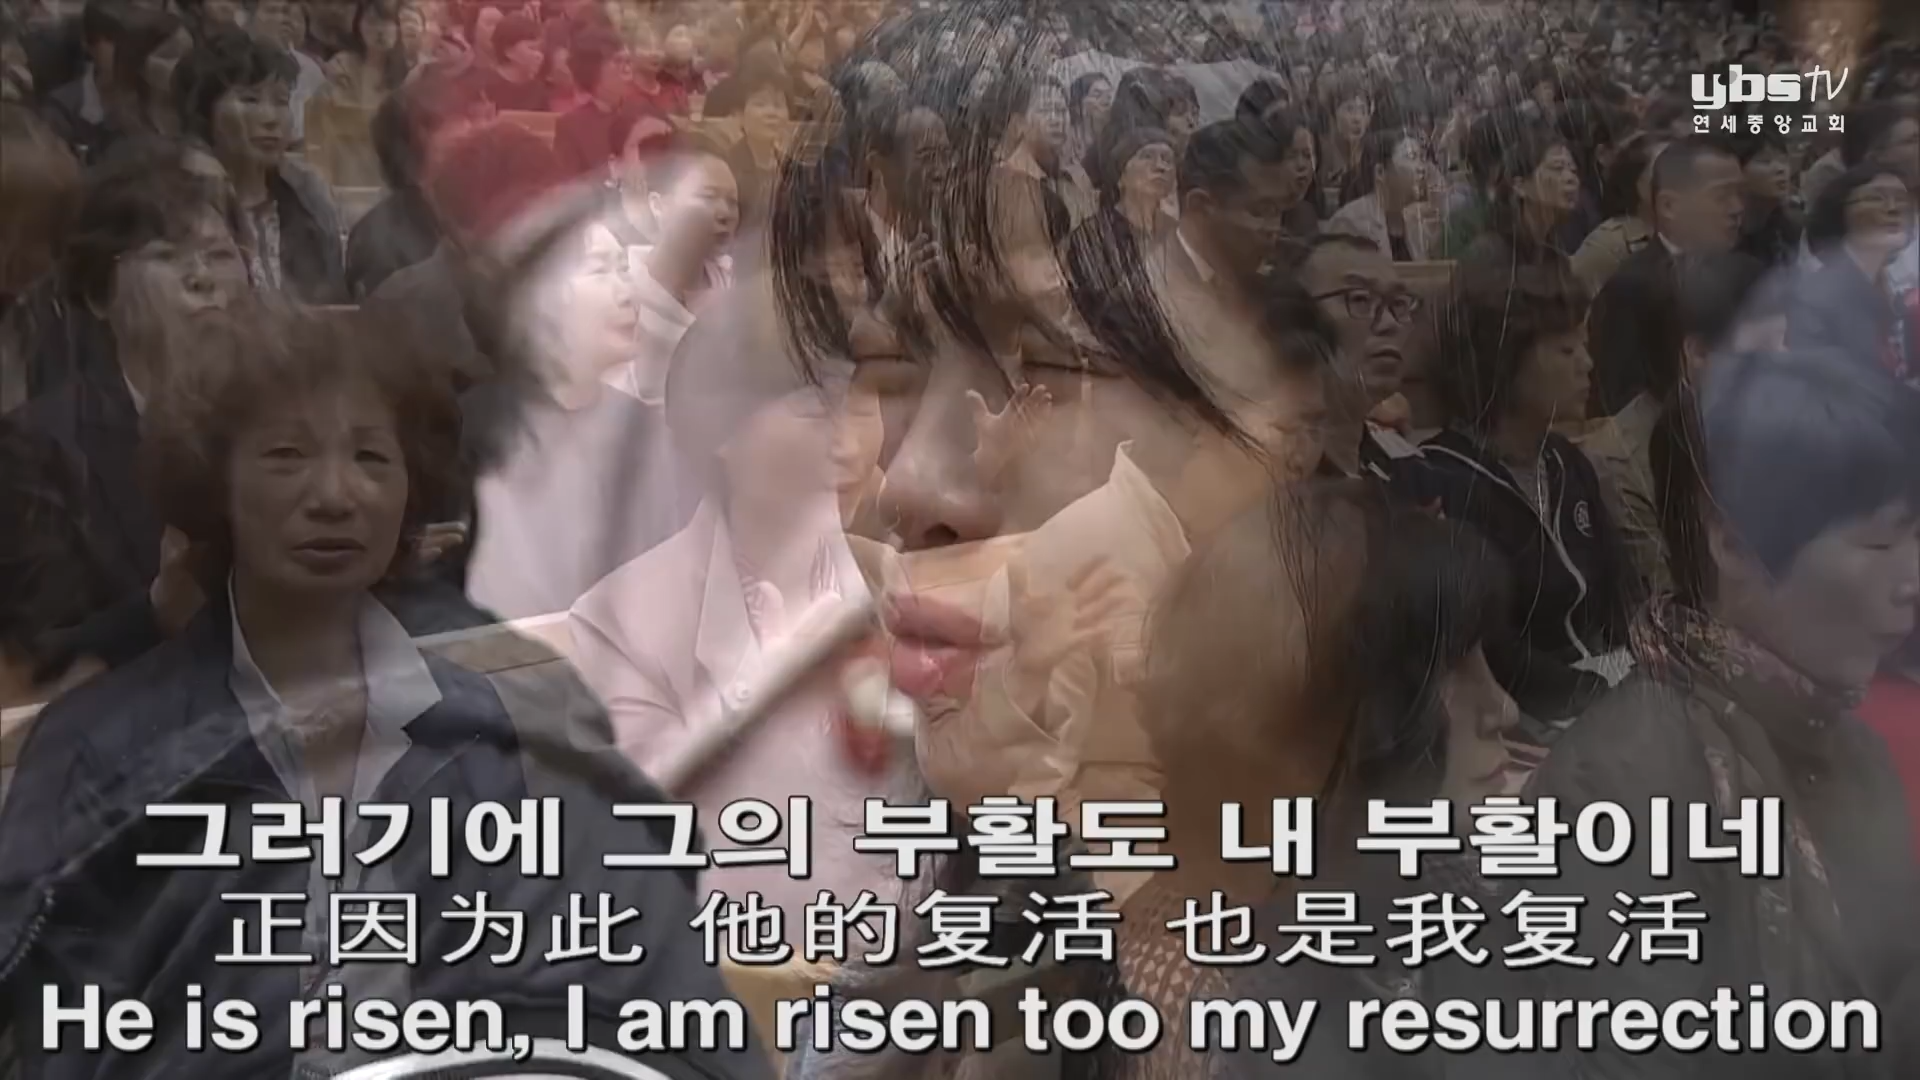 ybs TV
연세중앙교회
그러기에 그의 부활도 내 부활이네
正因为此 他的复活 也是我复活
He is risen, I am risen too my resurrection